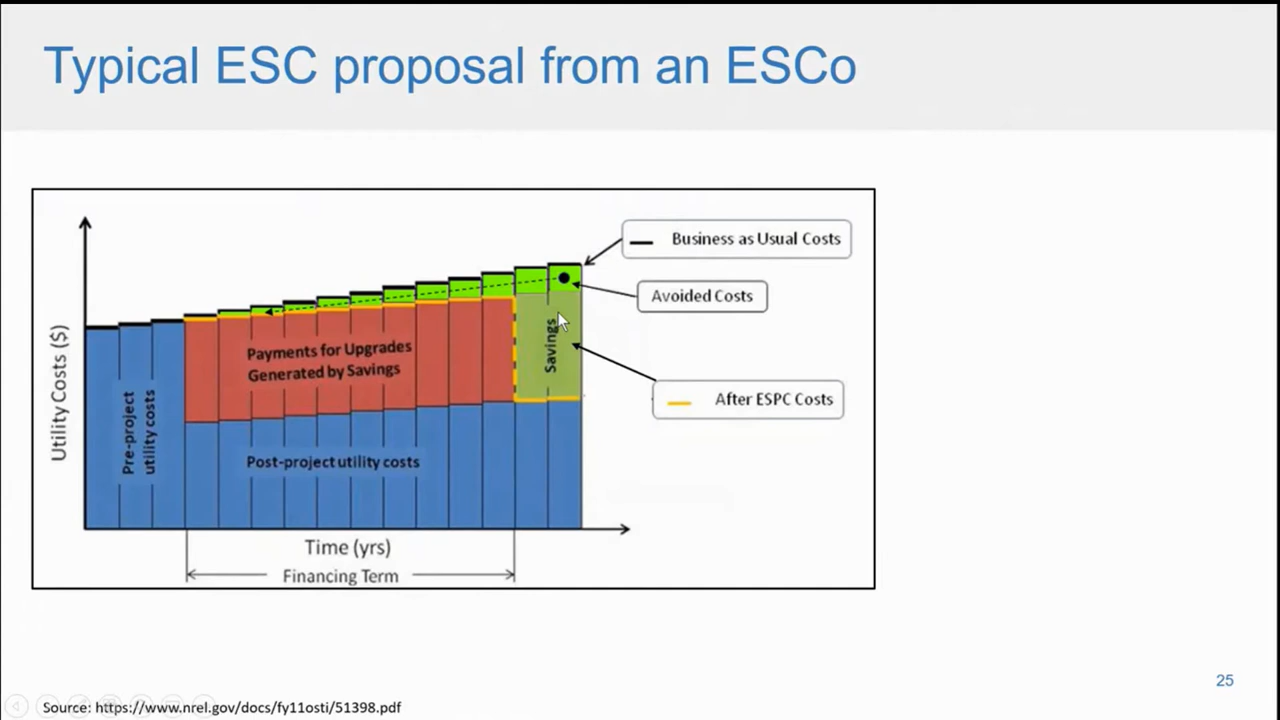 Typical ESC proposal from an ESCo
Business as Usual Costs
Avoided Costs
After ESPC Costs
Utility Costs ($)
Pre-project
utility costs
Payments for Upgrades
Generated by Savings
Savings
Post-project utility costs
Time (yrs)
Financing Term
25
Source: https://www.nrel.gov/docs/fy11osti/51398.pdf